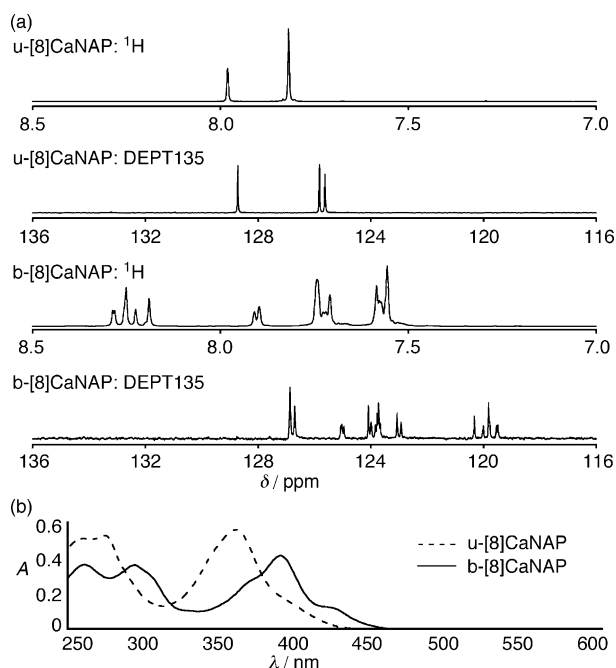 (a)
u-[8]CaNAP: ¹H
8.5 8.0 7.5 7.0
u-[8]CaNAP: DEPT135
136 132 128 124 120 116
b-[8]CaNAP: ¹H
8.5 8.0 7.5 7.0
b-[8]CaNAP: DEPT135
136 132 128 124 120 116
δ / ppm
(b)
0.6
0.4
A
0.2
0
u-[8]CaNAP
b-[8]CaNAP
250 300 350 400 450 500 550 600
λ / nm